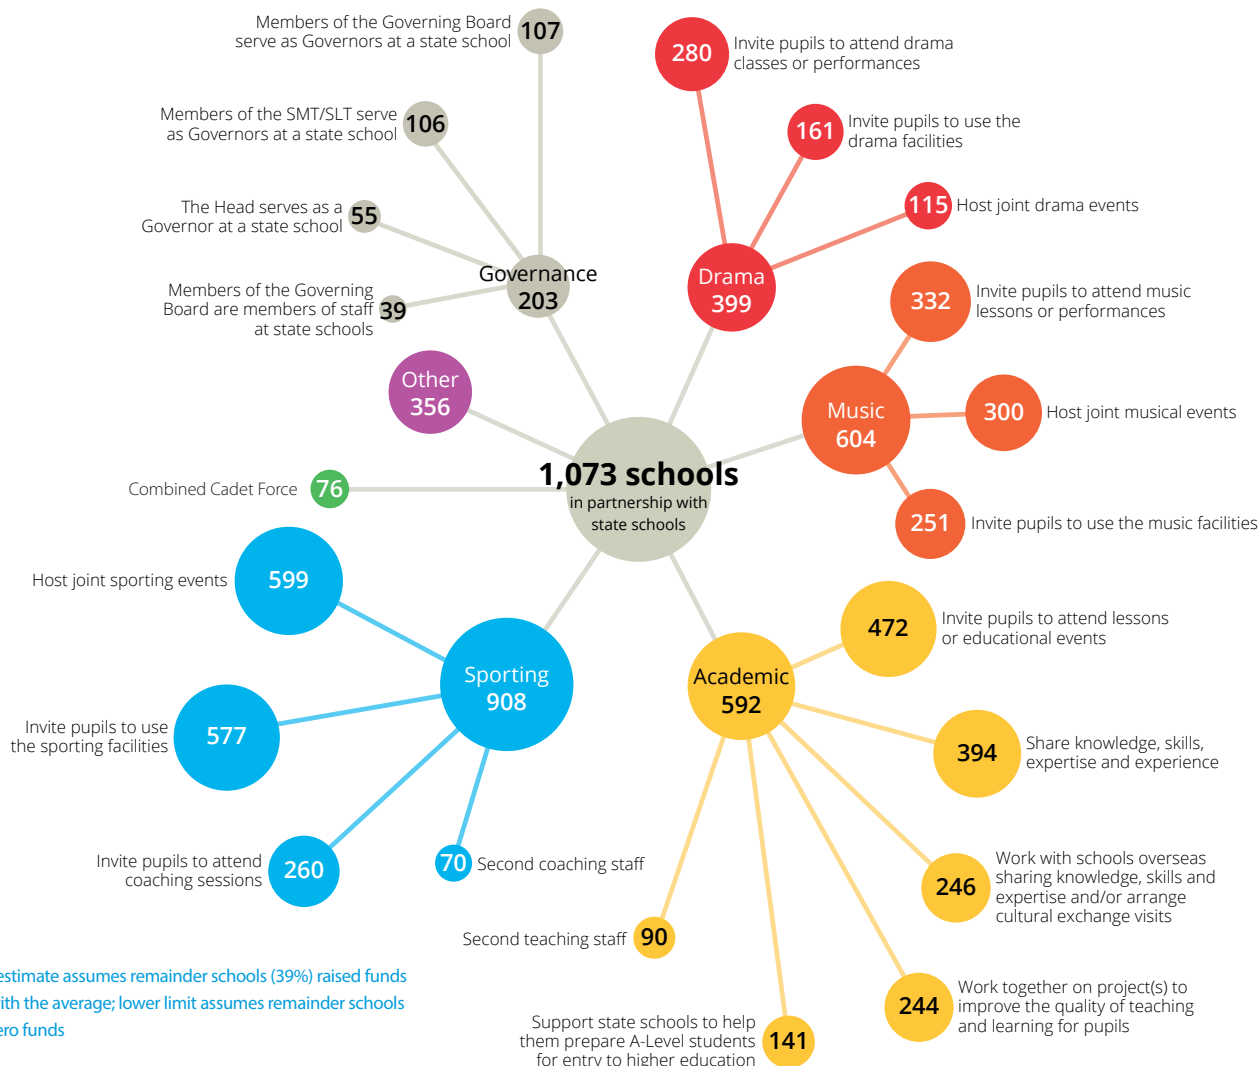 Members of the Governing Board
serve as Governors at a state school
107
Members of the SMT/SLT serve
as Governors at a state school
106
The Head serves as a
Governor at a state school
55
Members of the Governing
Board are members of staff
at state schools
39
Governance
203
280
Invite pupils to attend drama
classes or performances
161
Invite pupils to use the
drama facilities
115
Host joint drama events
Drama
399
332
Invite pupils to attend music
lessons or performances
Music
604
300
Host joint musical events
251
Invite pupils to use the music facilities
Other
356
1,073 schools
in partnership with
state schools
Combined Cadet Force
76
Host joint sporting events
599
Sporting
908
Invite pupils to use
the sporting facilities
577
Invite pupils to attend
coaching sessions
260
70
Second coaching staff
Academic
592
472
Invite pupils to attend lessons
or educational events
394
Share knowledge, skills,
expertise and experience
246
Work with schools overseas
sharing knowledge, skills and
expertise and/or arrange
cultural exchange visits
244
Work together on project(s) to
improve the quality of teaching
and learning for pupils
Second teaching staff
90
Support state schools to help
them prepare A-Level students
for entry to higher education
141
estimate assumes remainder schools (39%) raised funds
with the average; lower limit assumes remainder schools
ero funds